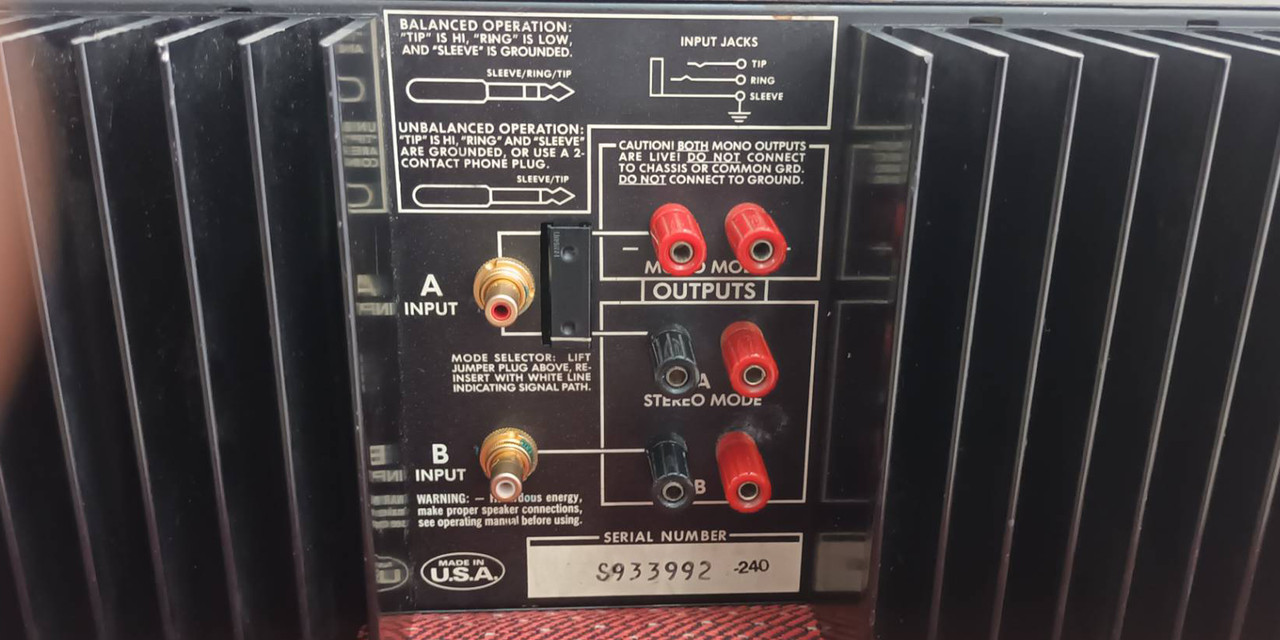 BALANCED OPERATION:
"TIP" IS HI, "RING" IS LOW,
AND "SLEEVE" IS GROUNDED.
SLEEVE/RING/TIP
INPUT JACKS
TIP
RING
SLEEVE
UNBALANCED OPERATION:
"TIP" IS HI, "RING" AND "SLEEVE"
ARE GROUNDED, OR USE A 2-
CONTACT PHONE PLUG.
SLEEVE/TIP
CAUTION! BOTH MONO OUTPUTS
ARE LIVE! DO NOT CONNECT
TO CHASSIS OR COMMON GRD.
DO NOT CONNECT TO GROUND.
–
OUTPUTS
A
INPUT
MODE SELECTOR: LIFT
JUMPER PLUG ABOVE, RE-
INSERT WITH WHITE LINE
INDICATING SIGNAL PATH.
A
STEREO MODE
B
INPUT
B
WARNING: —
energy,
make proper speaker connections,
see operating manual before using.
SERIAL NUMBER
S933992 -240
MADE IN
U.S.A.